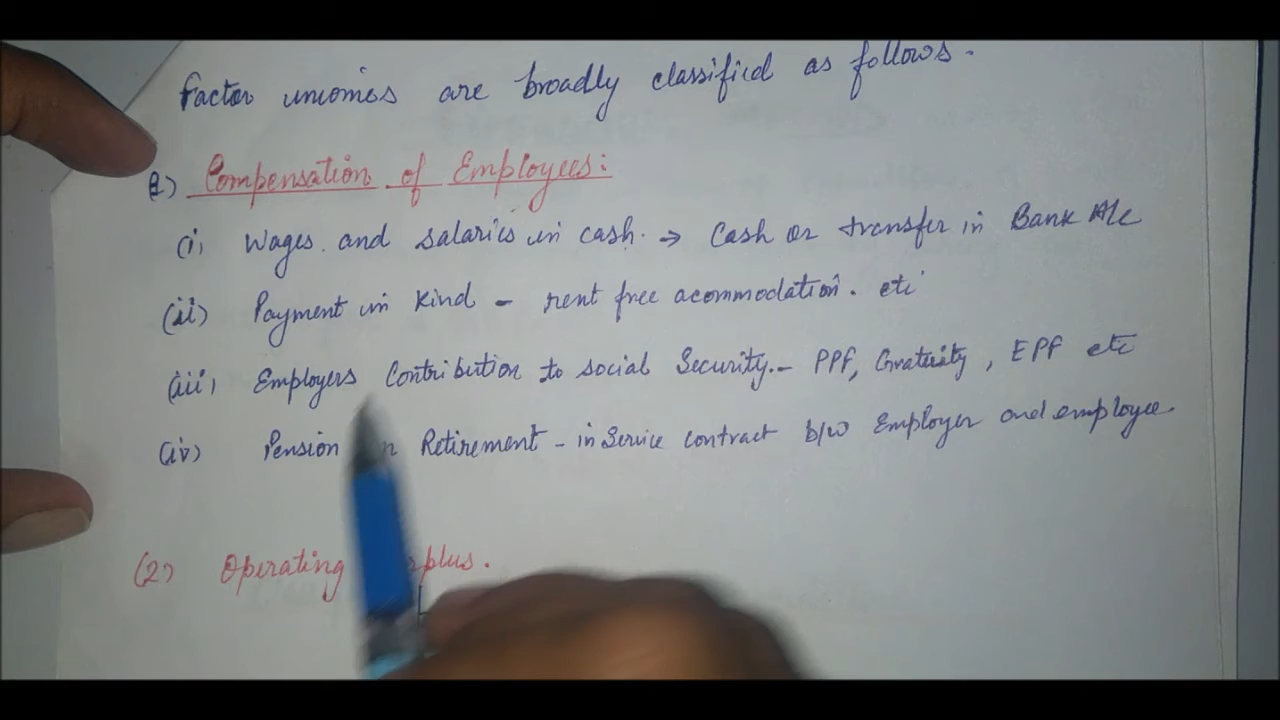 Factor incomes are broadly classified as follows.
1) Compensation of Employees:
(i) Wages and salaries in cash. → Cash or transfer in Bank A/c
(ii) Payment in Kind - rent free acommodation. etc
(iii) Employers Contribution to social Security.- PPF, Gratuity, EPF etc
(iv) Pension Retirement - in Service contract b/w Employer and employee.
(2) Operating